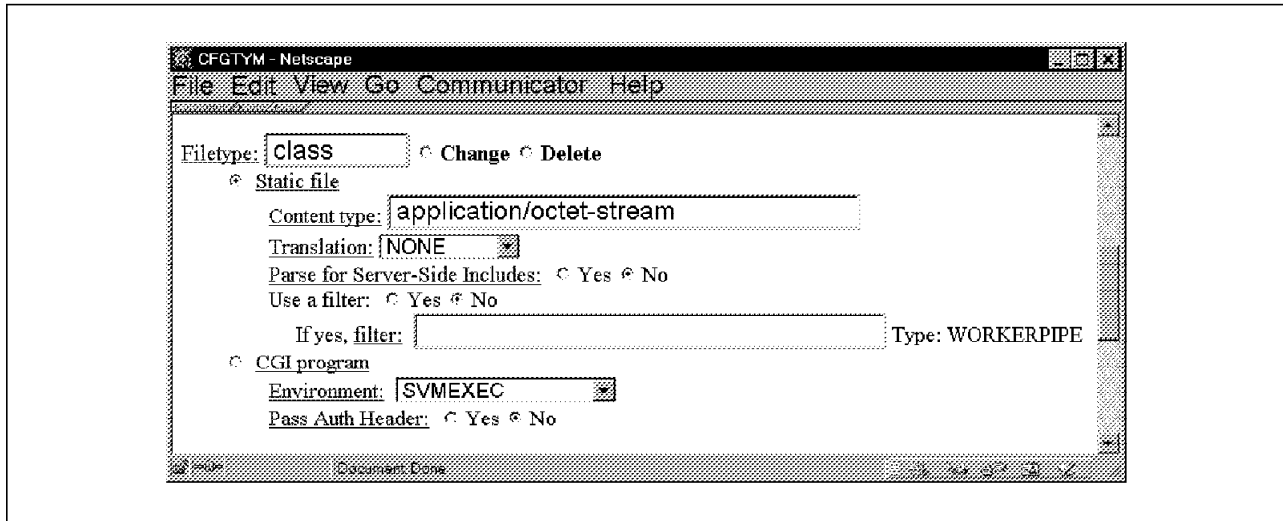 CFGTYM - Netscape
File Edit View Go Communicator Help
Filetype: class Change Delete
Static file
Content type: application/octet-stream
Translation: NONE
Parse for Server-Side Includes: Yes No
Use a filter: Yes No
If yes, filter: Type: WORKERPIPE
CGI program
Environment: SVMEXEC
Pass Auth Header: Yes No
Document Done